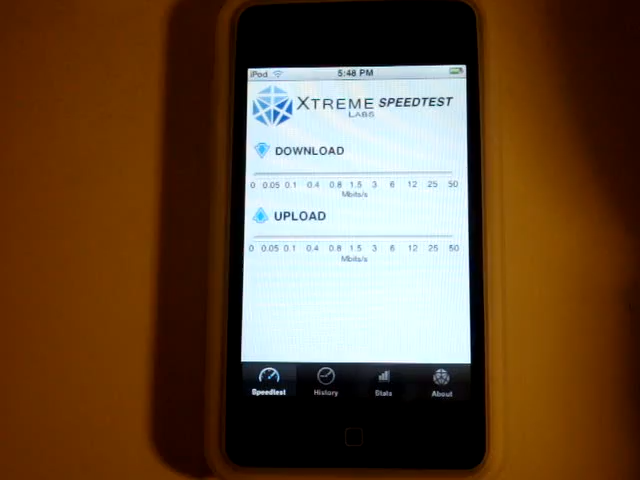 iPod 5:48 PM
XTREME SPEEDTEST
LABS
DOWNLOAD
0 0.05 0.1 0.4 0.8 1.5 3 6 12 25 50
Mbits/s
UPLOAD
0 0.05 0.1 0.4 0.8 1.5 3 6 12 25 50
Mbits/s
Speedtest History Stats About